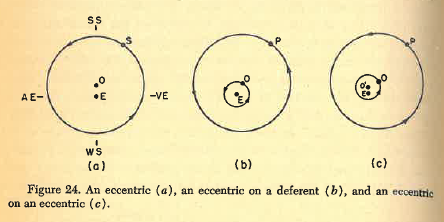 SS
S
O
E
AE-
-VE
WS
(a)
P
O
E
(b)
P
O
O'
E
(c)
Figure 24. An eccentric (a), an eccentric on a deferent (b), and an eccentric
on an eccentric (c).